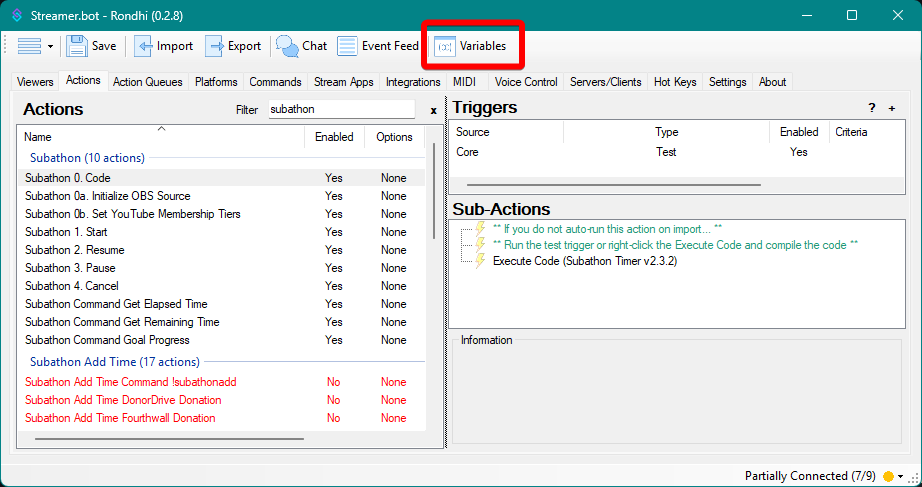 Streamer.bot - Rondhi (0.2.8)
Save Import Export Chat Event Feed Variables
Viewers Actions Action Queues Platforms Commands Stream Apps Integrations MIDI Voice Control Servers/Clients Hot Keys Settings About
Actions Filter subathon x
Name Enabled Options
Subathon (10 actions)
Subathon 0. Code Yes None
Subathon 0a. Initialize OBS Source Yes None
Subathon 0b. Set YouTube Membership Tiers Yes None
Subathon 1. Start Yes None
Subathon 2. Resume Yes None
Subathon 3. Pause Yes None
Subathon 4. Cancel Yes None
Subathon Command Get Elapsed Time Yes None
Subathon Command Get Remaining Time Yes None
Subathon Command Goal Progress Yes None
Subathon Add Time (17 actions)
Subathon Add Time Command !subathonadd No None
Subathon Add Time DonorDrive Donation No None
Subathon Add Time Fourthwall Donation No None
Triggers ? +
Source Type Enabled Criteria
Core Test Yes
Sub-Actions
** If you do not auto-run this action on import... **
** Run the test trigger or right-click the Execute Code and compile the code **
Execute Code (Subathon Timer v2.3.2)
Information
Partially Connected (7/9)